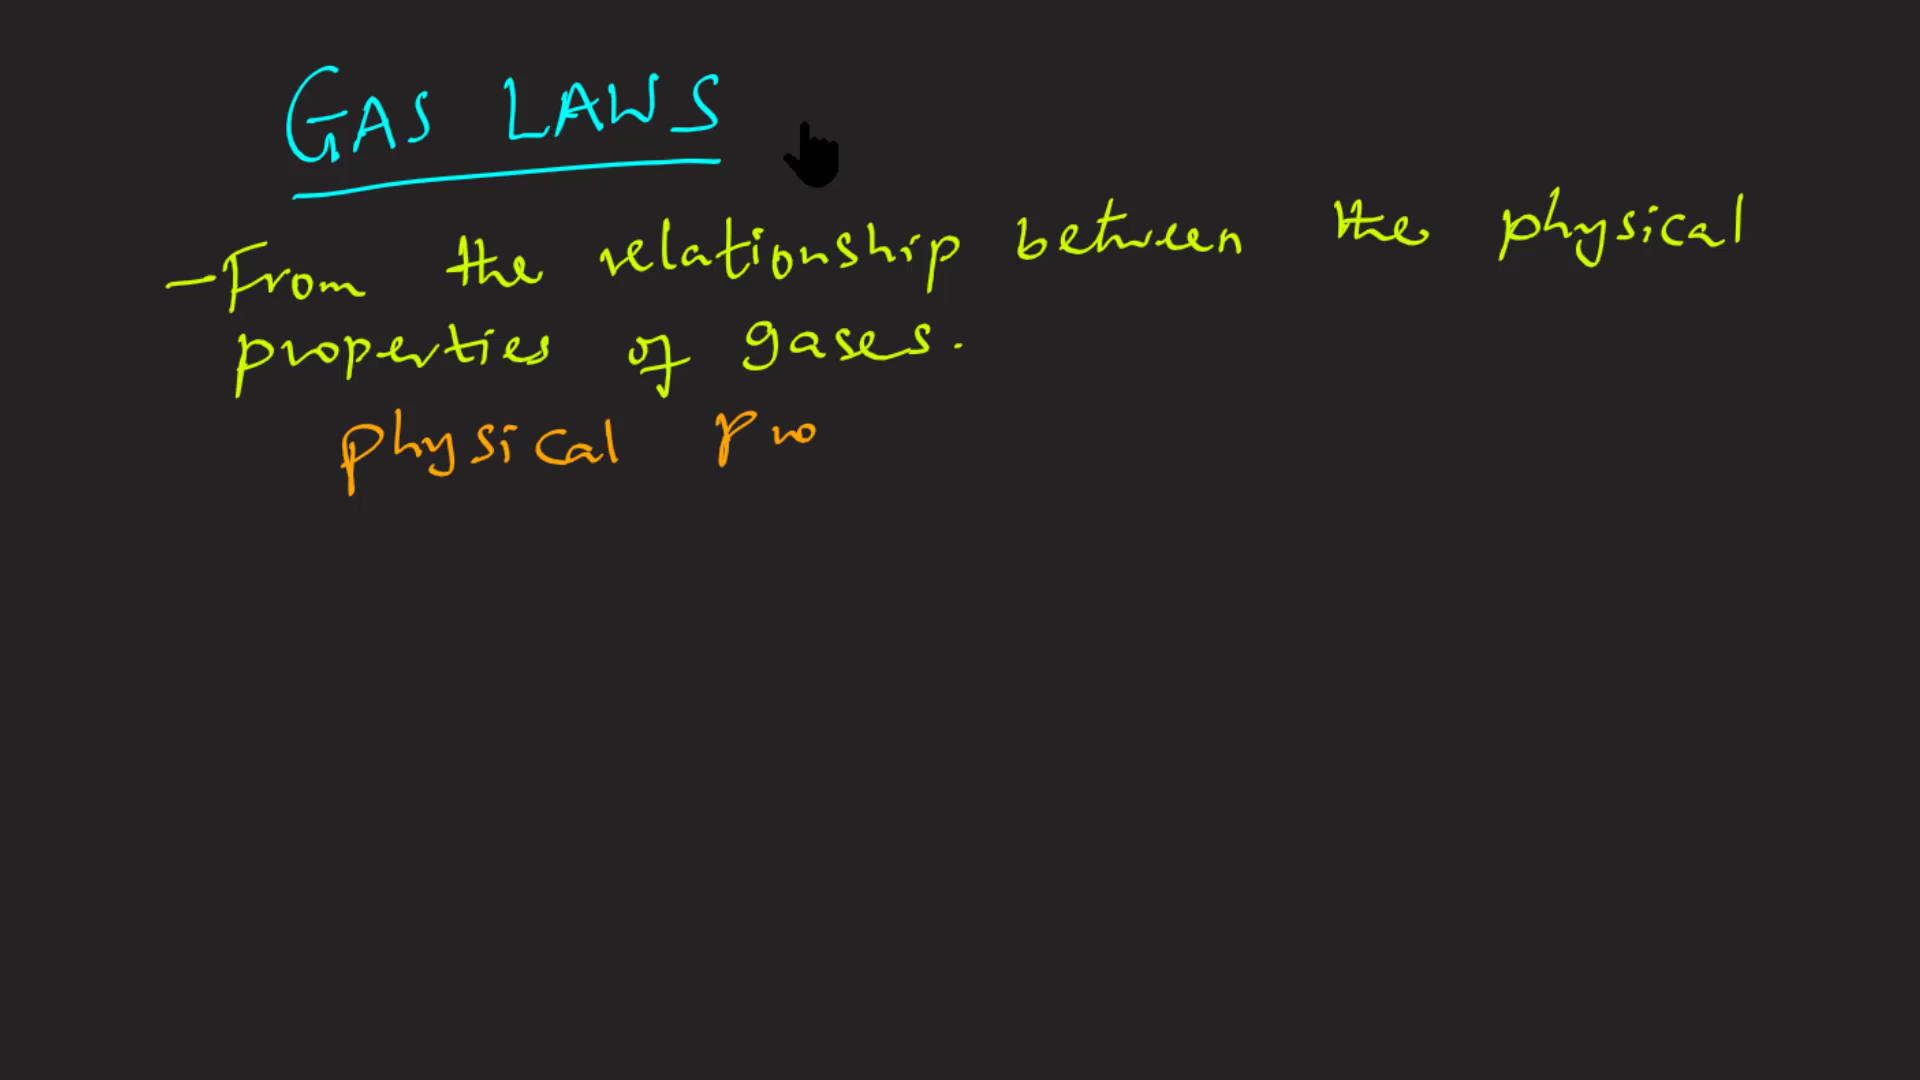 GAS LAWS
-From the relationship between the physical
properties of gases.
Physical pro